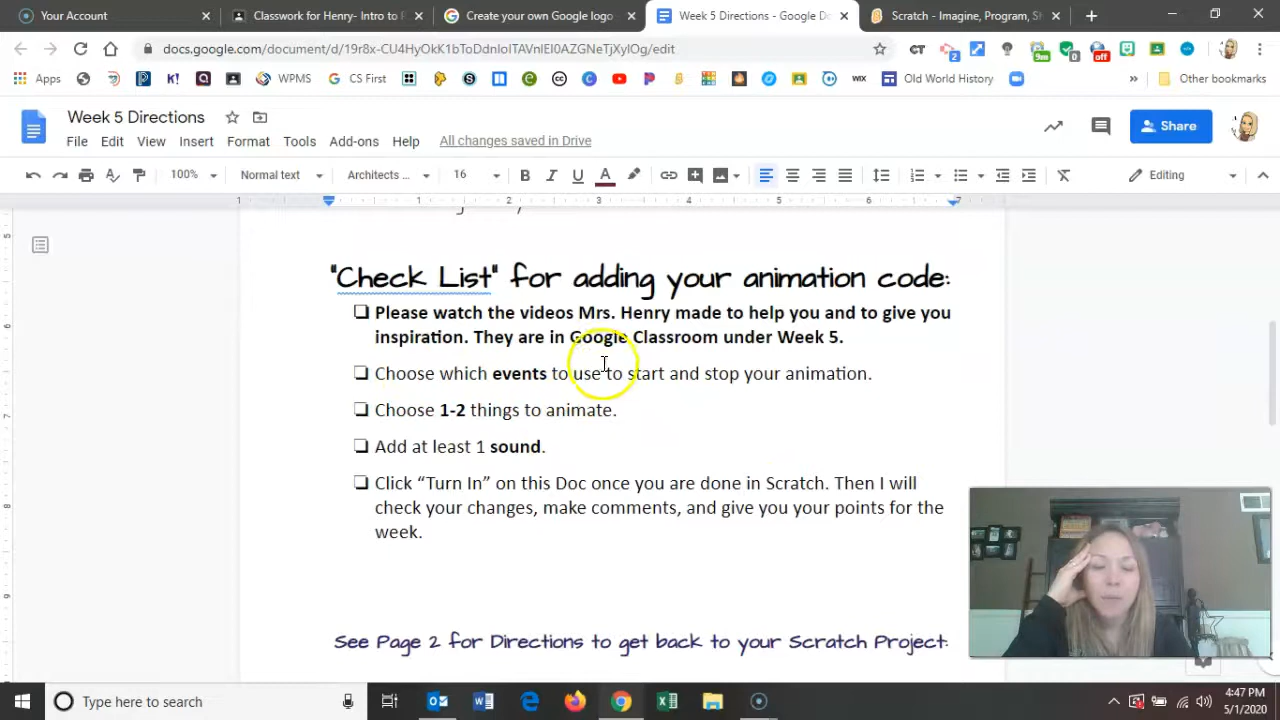 Your Account
Classwork for Henry- Intro to
Create your own Google logo
Week 5 Directions - Google Do
Scratch - Imagine, Program, Sh
docs.google.com/document/d/19r8x-CU4HyOkK1bToDdnIoITAVnIEI0AZGNeTjXyIOg/edit
Apps
WPMS
CS First
Old World History
Other bookmarks
Week 5 Directions
File Edit View Insert Format Tools Add-ons Help All changes saved in Drive
Share
100% Normal text Architects ... 16 Editing
"Check List" for adding your animation code:
Please watch the videos Mrs. Henry made to help you and to give you
inspiration. They are in Google Classroom under Week 5.
Choose which events to use to start and stop your animation.
Choose 1-2 things to animate.
Add at least 1 sound.
Click “Turn In” on this Doc once you are done in Scratch. Then I will
check your changes, make comments, and give you your points for the
week.
See Page 2 for Directions to get back to your Scratch Project:
Type here to search
4:47 PM
5/1/2020